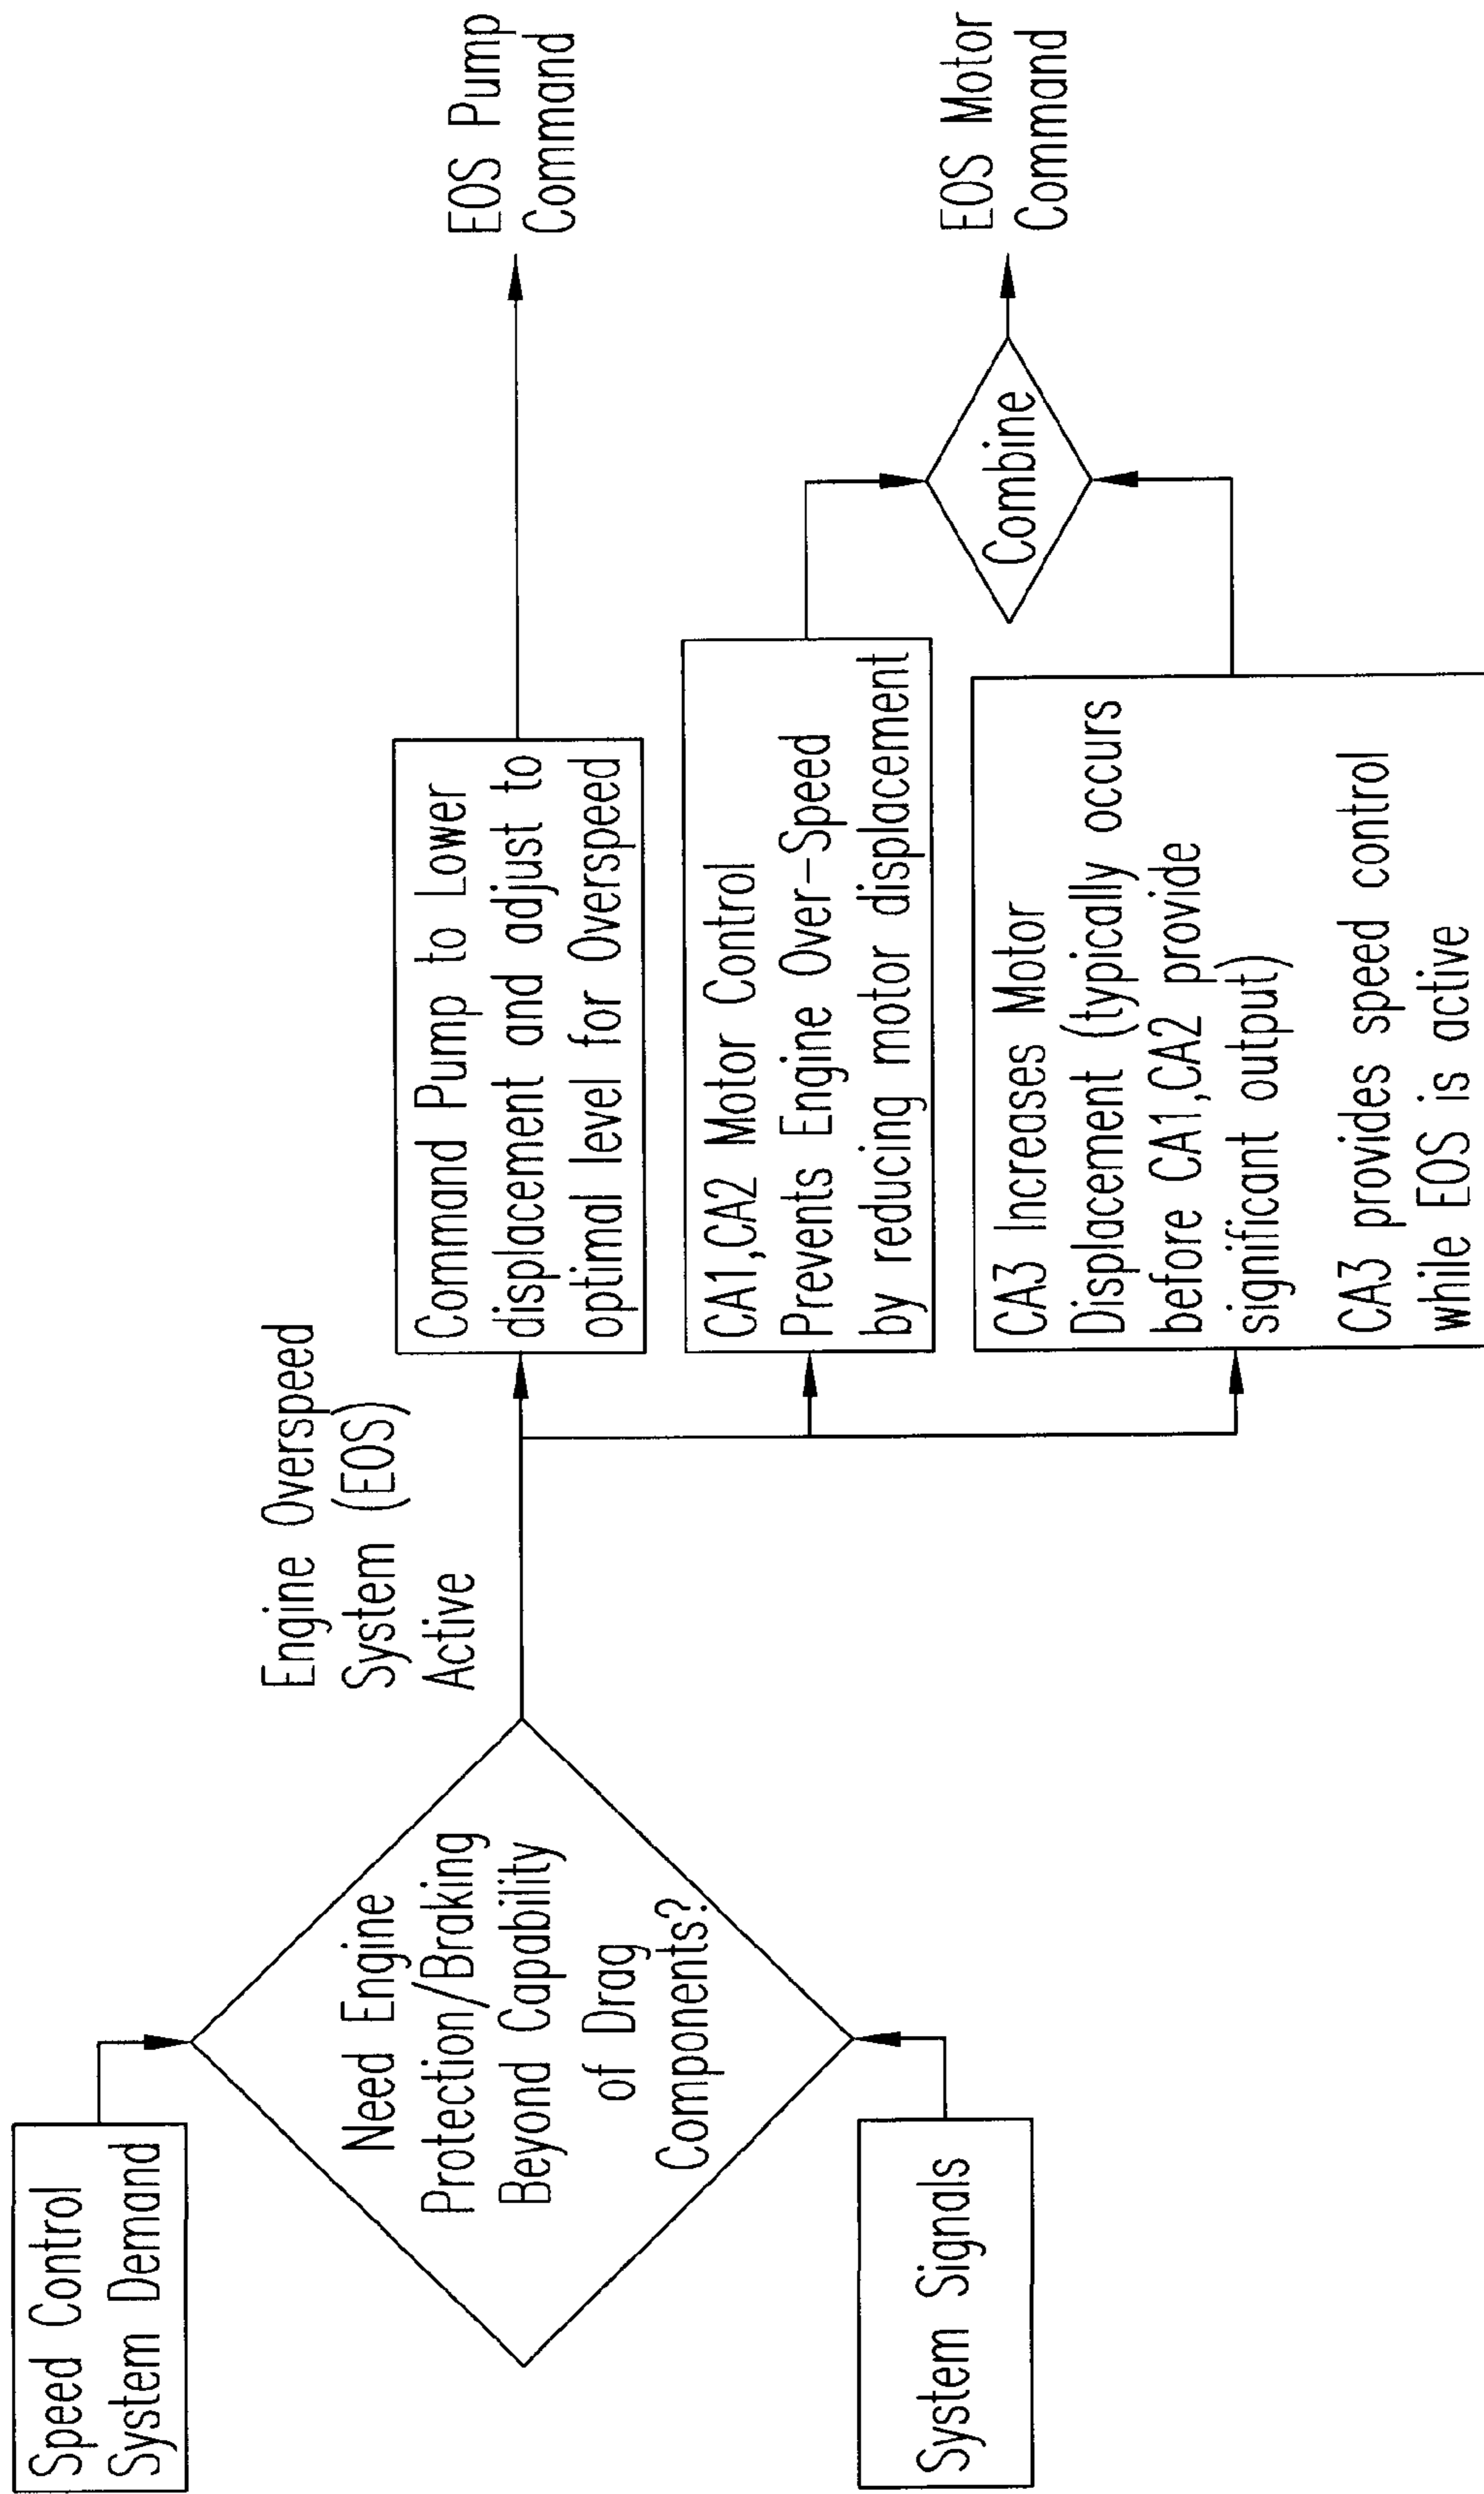 Speed Control
System Demand
Need Engine
Protection/Braking
Beyond Capability
of Drag
Components?
System Signals
Engine Overspeed
System (EOS)
Active
Command Pump to Lower
displacement and adjust to
optimal level for Overspeed
CA1,CA2 Motor Control
Prevents Engine Over-Speed
by reducing motor displacement
CA3 Increases Motor
Displacement (typically occurs
before CA1,CA2 provide
significant output)
CA3 provides speed control
while EOS is active
Combine
EOS Pump
Command
EOS Motor
Command